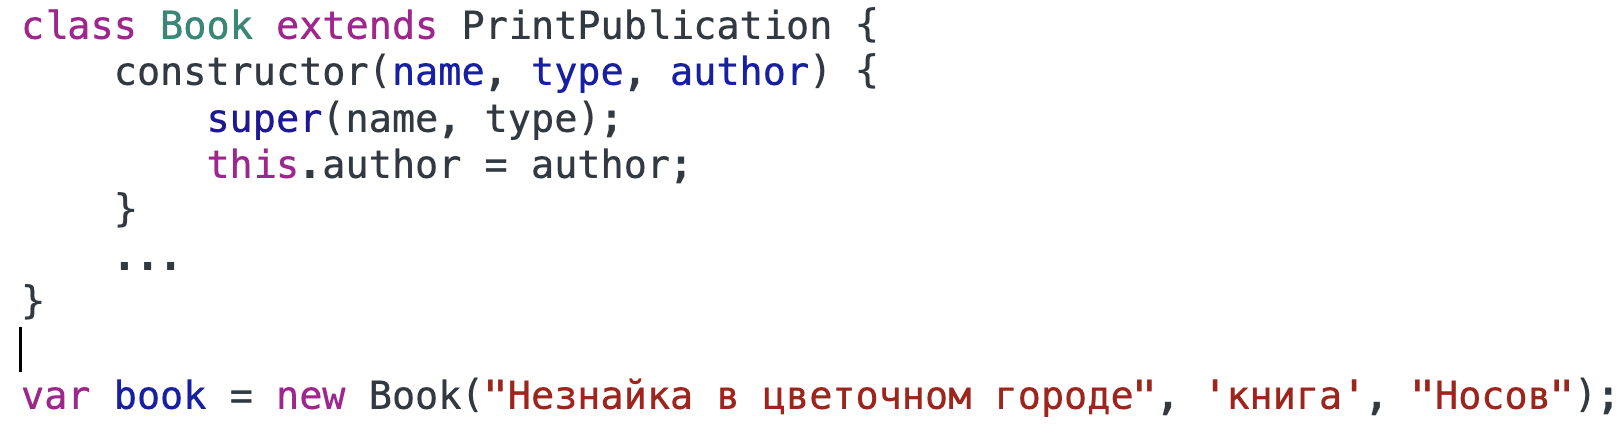 class Book extends PrintPublication {
    constructor(name, type, author) {
        super(name, type);
        this.author = author;
    }
    ...
}
var book = new Book("Незнайка в цветочном городе", 'книга', "Носов");